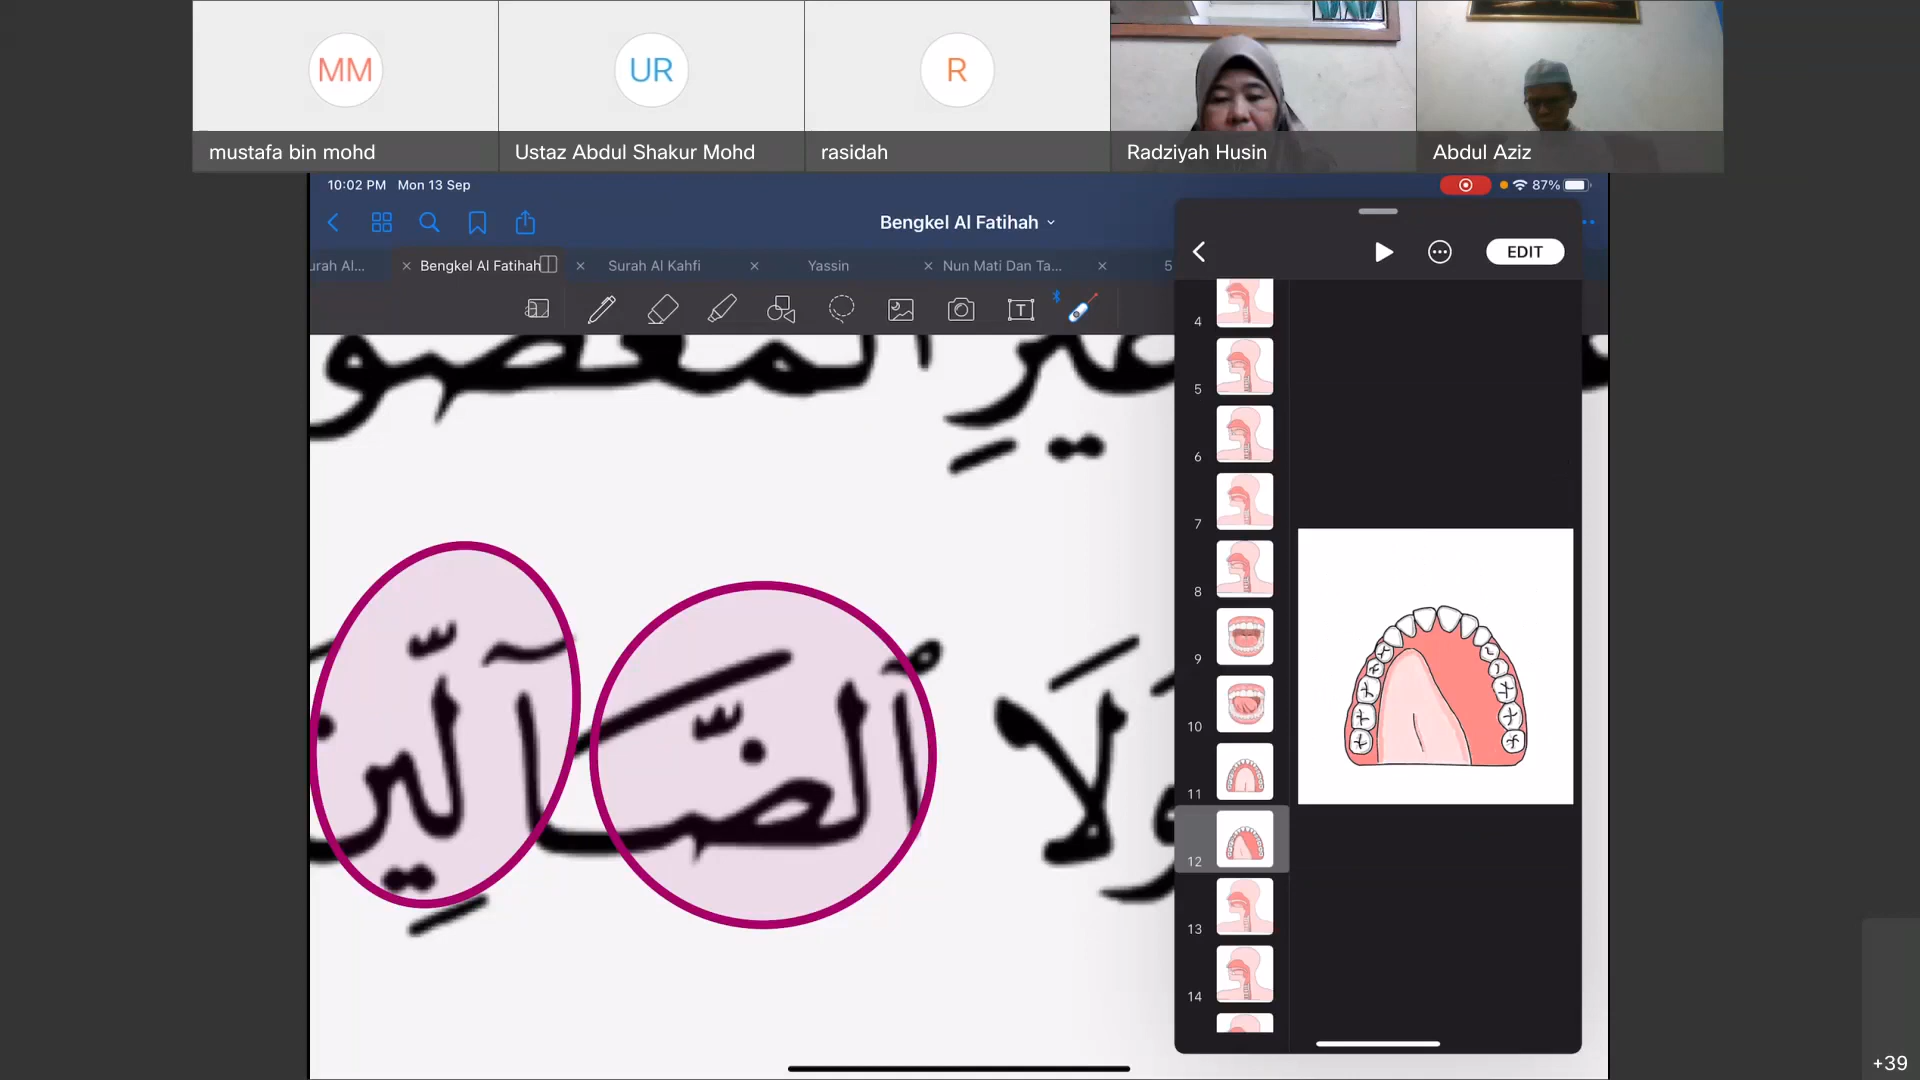 MM
UR
R
mustafa bin mohd
Ustaz Abdul Shakur Mohd
rasidah
Radziyah Husin
Abdul Aziz
10:02 PM Mon 13 Sep
87%
Bengkel Al Fatihah
urah Al...
Bengkel Al Fatihah
Surah Al Kahfi
Yassin
Nun Mati Dan Ta...
5
T
EDIT
غَيْرِ ٱلْمَغْضُو
وَلَا ٱلضَّآلِّينَ
4
5
6
7
8
9
10
11
12
13
14
+39